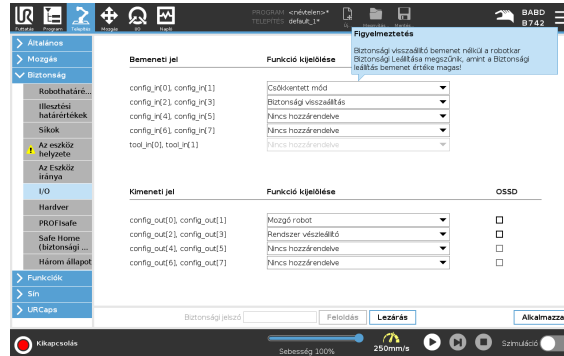 PROGRAM <névtelen>*
TELEPÍTÉS default_1*
BABD
B742
Futtatás Program Telepítés Mozgás I/O Napló
Figyelmeztetés
Biztonsági visszaállító bemenet nélkül a robotkar
Biztonsági Leállítása megszűnik, amint a Biztonsági
leállítás bemenet értéke magas!
Általános
Mozgás
Biztonság
Robothatáré...
Illesztési
határértékek
Síkok
Az eszköz
helyzete
Az Eszköz
iránya
I/O
Hardver
PROFIsafe
Safe Home
(biztonsági ...
Három állapot
Funkciók
Sín
URCaps
Bemeneti jel Funkció kijelölése
config_in[0], config_in[1] Csökkentett mód
config_in[2], config_in[3] Biztonsági visszaállítás
config_in[4], config_in[5] Nincs hozzárendelve
config_in[6], config_in[7] Nincs hozzárendelve
tool_in[0], tool_in[1] Nincs hozzárendelve
Kimeneti jel Funkció kijelölése OSSD
config_out[0], config_out[1] Mozgó robot
config_out[2], config_out[3] Rendszer vészleállító
config_out[4], config_out[5] Nincs hozzárendelve
config_out[6], config_out[7] Nincs hozzárendelve
Biztonsági jelszó Feloldás Lezárás Alkalmazza
Kikapcsolás
Sebesség 100%
250mm/s
Szimuláció